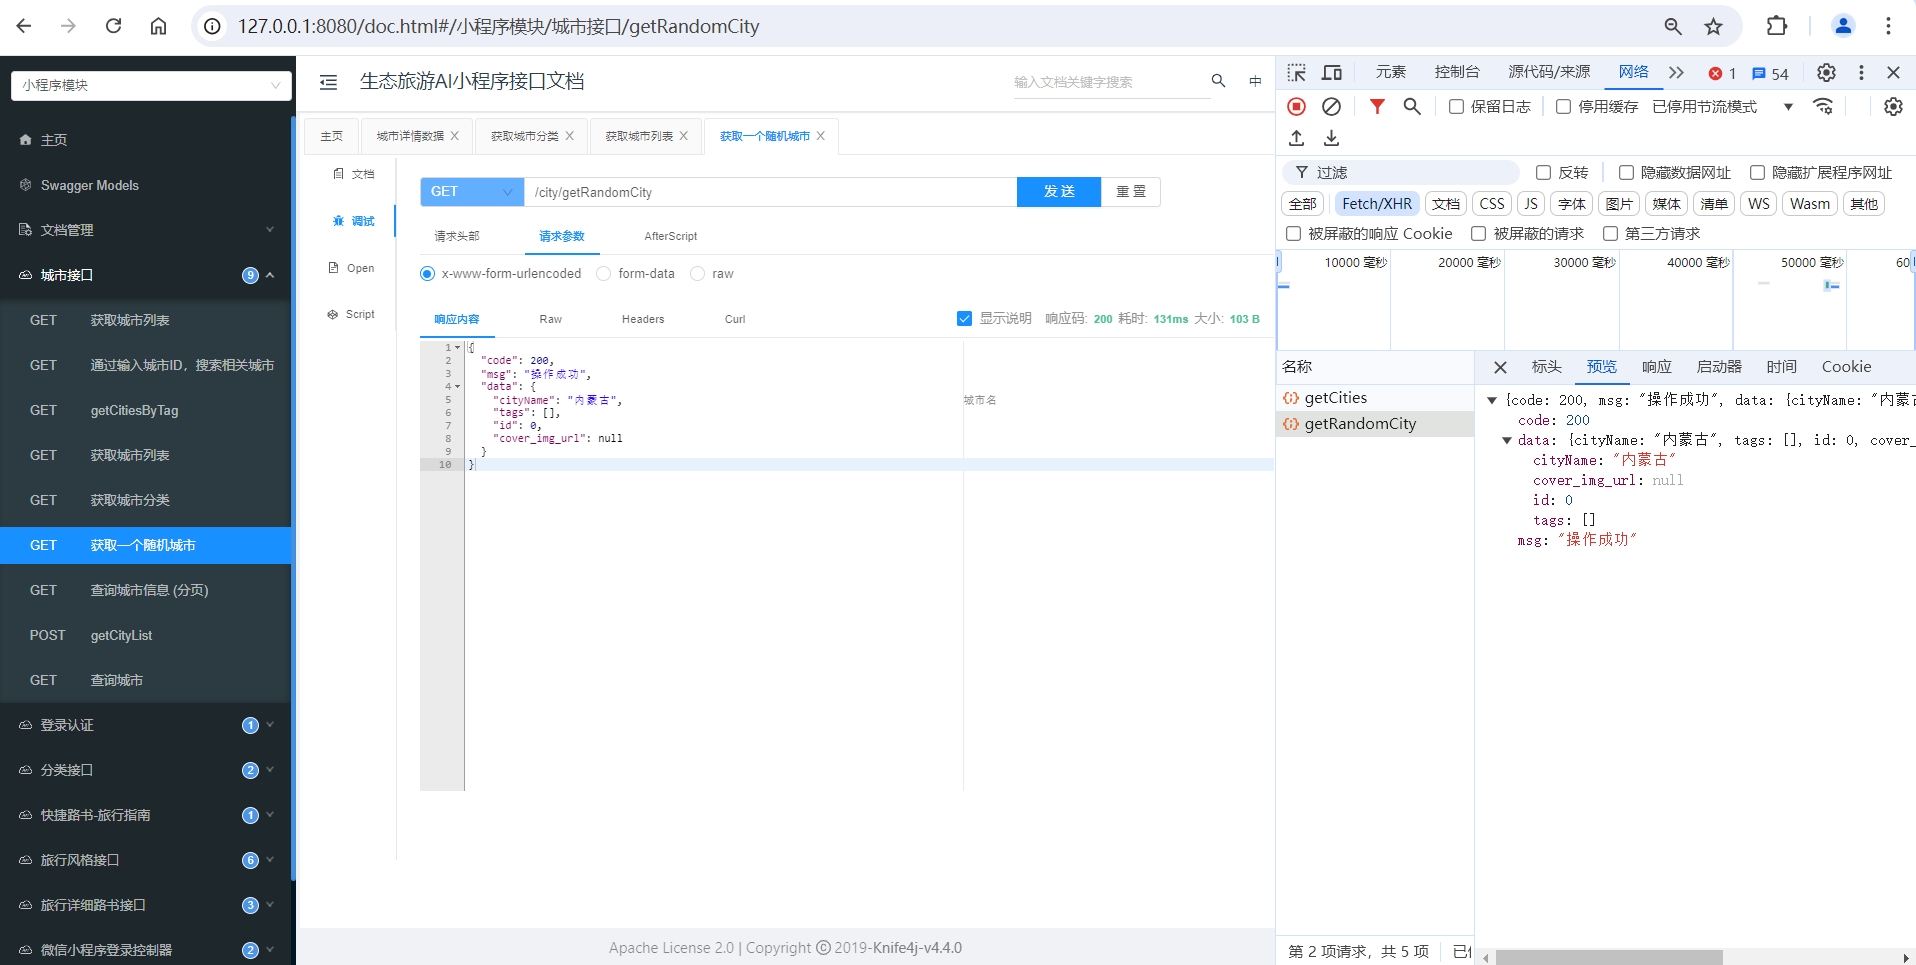 127.0.0.1:8080/doc.html#/小程序模块/城市接口/getRandomCity
小程序模块
主页
Swagger Models
文档管理
城市接口 9
GET 获取城市列表
GET 通过输入城市ID，搜索相关城市
GET getCitiesByTag
GET 获取城市列表
GET 获取城市分类
GET 获取一个随机城市
GET 查询城市信息 (分页)
POST getCityList
GET 查询城市
登录认证 1
分类接口 2
快捷路书-旅行指南 1
旅行风格接口 6
旅行详细路书接口 3
微信小程序登录控制器 2
生态旅游AI小程序接口文档
输入文档关键字搜索
中
主页 城市详情数据 获取城市分类 获取城市列表 获取一个随机城市
文档
调试
Open
Script
GET /city/getRandomCity 发 送 重 置
请求头部 请求参数 AfterScript
x-www-form-urlencoded form-data raw
响应内容 Raw Headers Curl 显示说明 响应码: 200 耗时: 131ms 大小: 103 B
1 {
2 "code": 200,
3 "msg": "操作成功",
4 "data": {
5 "cityName": "内蒙古", 城市名
6 "tags": [],
7 "id": 0,
8 "cover_img_url": null
9 }
10 }
Apache License 2.0 | Copyright © 2019-Knife4j-v4.4.0
元素 控制台 源代码/来源 网络 1 54
保留日志 停用缓存 已停用节流模式
过滤 反转 隐藏数据网址 隐藏扩展程序网址
全部 Fetch/XHR 文档 CSS JS 字体 图片 媒体 清单 WS Wasm 其他
被屏蔽的响应 Cookie 被屏蔽的请求 第三方请求
10000 毫秒 20000 毫秒 30000 毫秒 40000 毫秒 50000 毫秒 60
名称
getCities
getRandomCity
标头 预览 响应 启动器 时间 Cookie
{code: 200, msg: "操作成功", data: {cityName: "内蒙古
code: 200
data: {cityName: "内蒙古", tags: [], id: 0, cover_
cityName: "内蒙古"
cover_img_url: null
id: 0
tags: []
msg: "操作成功"
第 2 项请求，共 5 项